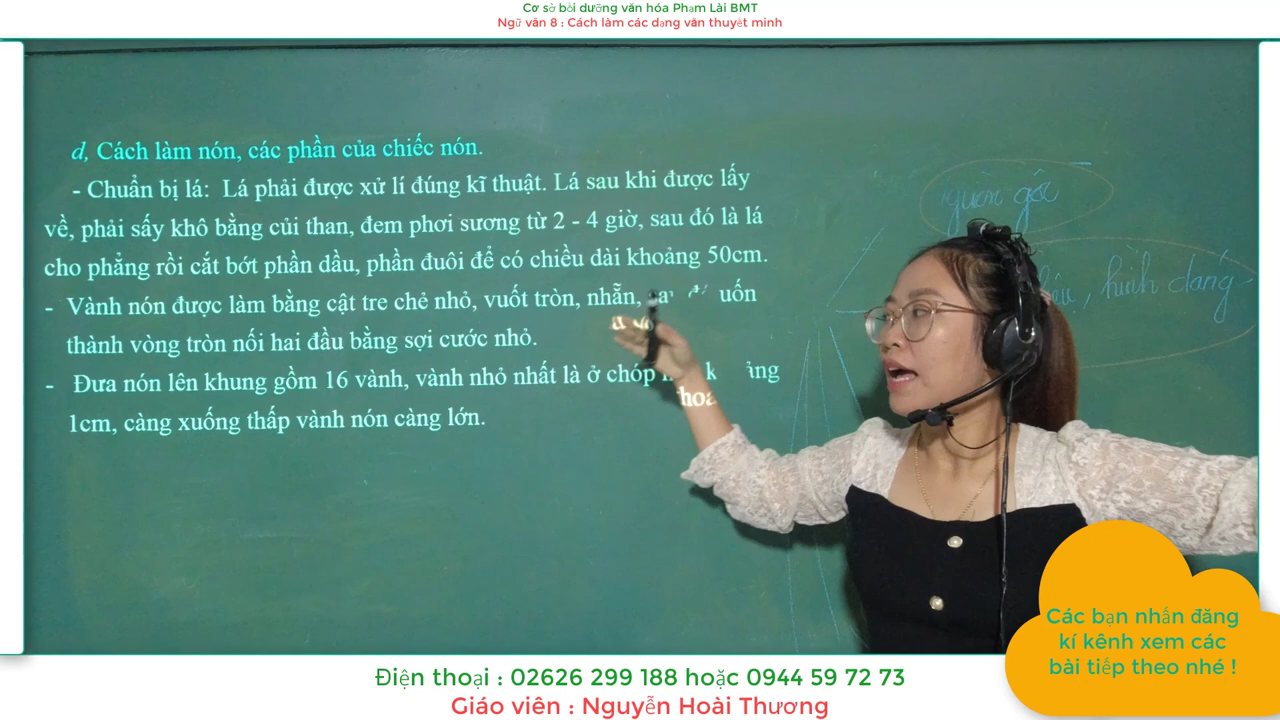 Cơ sở bồi dưỡng văn hóa Phạm Lài BMT
Ngữ văn 8 : Cách làm các dạng văn thuyết minh
d, Cách làm nón, các phần của chiếc nón.
- Chuẩn bị lá: Lá phải được xử lí đúng kĩ thuật. Lá sau khi được lấy
về, phải sấy khô bằng củi than, đem phơi sương từ 2 - 4 giờ, sau đó là lá
cho phẳng rồi cắt bớt phần dầu, phần đuôi để có chiều dài khoảng 50cm.
- Vành nón được làm bằng cật tre chẻ nhỏ, vuốt tròn, nhẵn, uốn
thành vòng tròn nối hai đầu bằng sợi cước nhỏ.
- Đưa nón lên khung gồm 16 vành, vành nhỏ nhất là ở chóp
1cm, càng xuống thấp vành nón càng lớn.
nguồn gốc
hình dáng
Các bạn nhấn đăng
kí kênh xem các
bài tiếp theo nhé !
Điện thoại : 02626 299 188 hoặc 0944 59 72 73
Giáo viên : Nguyễn Hoài Thương